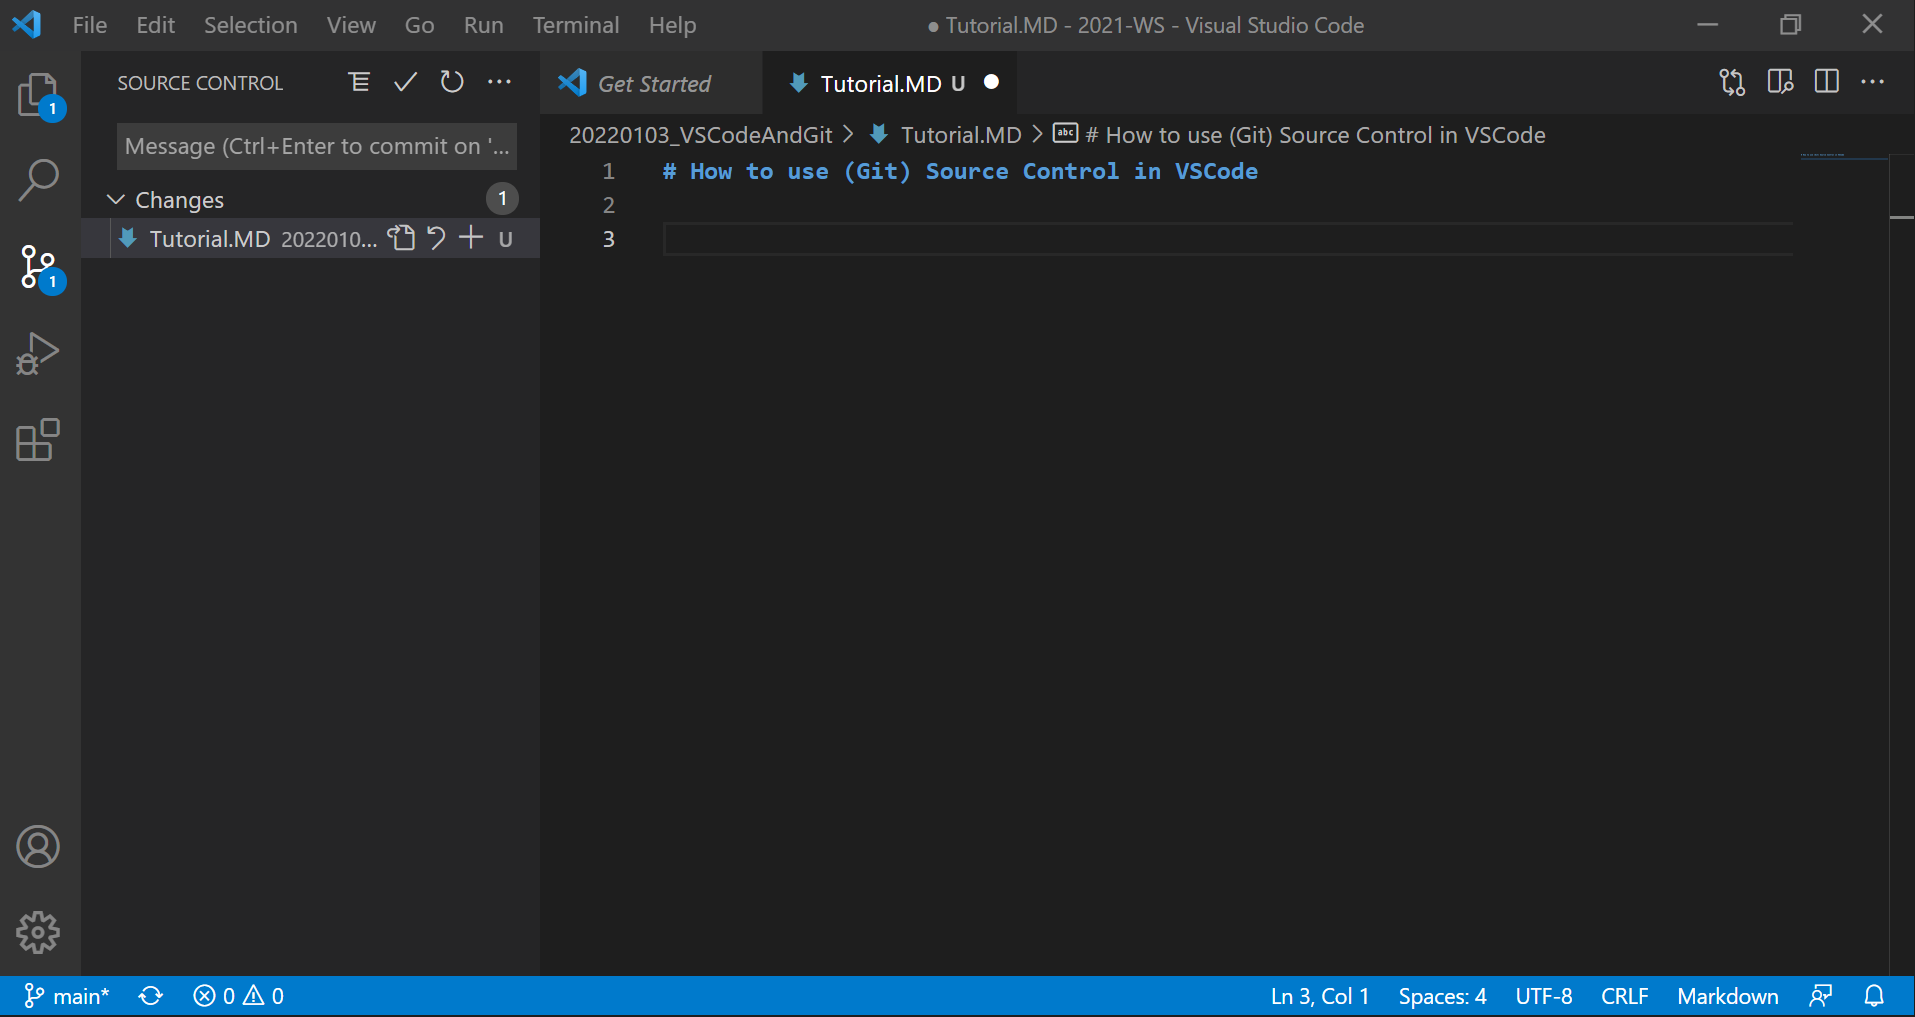 File Edit Selection View Go Run Terminal Help
● Tutorial.MD - 2021-WS - Visual Studio Code
SOURCE CONTROL
Get Started
Tutorial.MD U
1
Message (Ctrl+Enter to commit on '...
20220103_VSCodeAndGit > Tutorial.MD > abc # How to use (Git) Source Control in VSCode
Changes 1
Tutorial.MD 2022010... U
1 # How to use (Git) Source Control in VSCode
2
3
1
main* 0 0
Ln 3, Col 1 Spaces: 4 UTF-8 CRLF Markdown